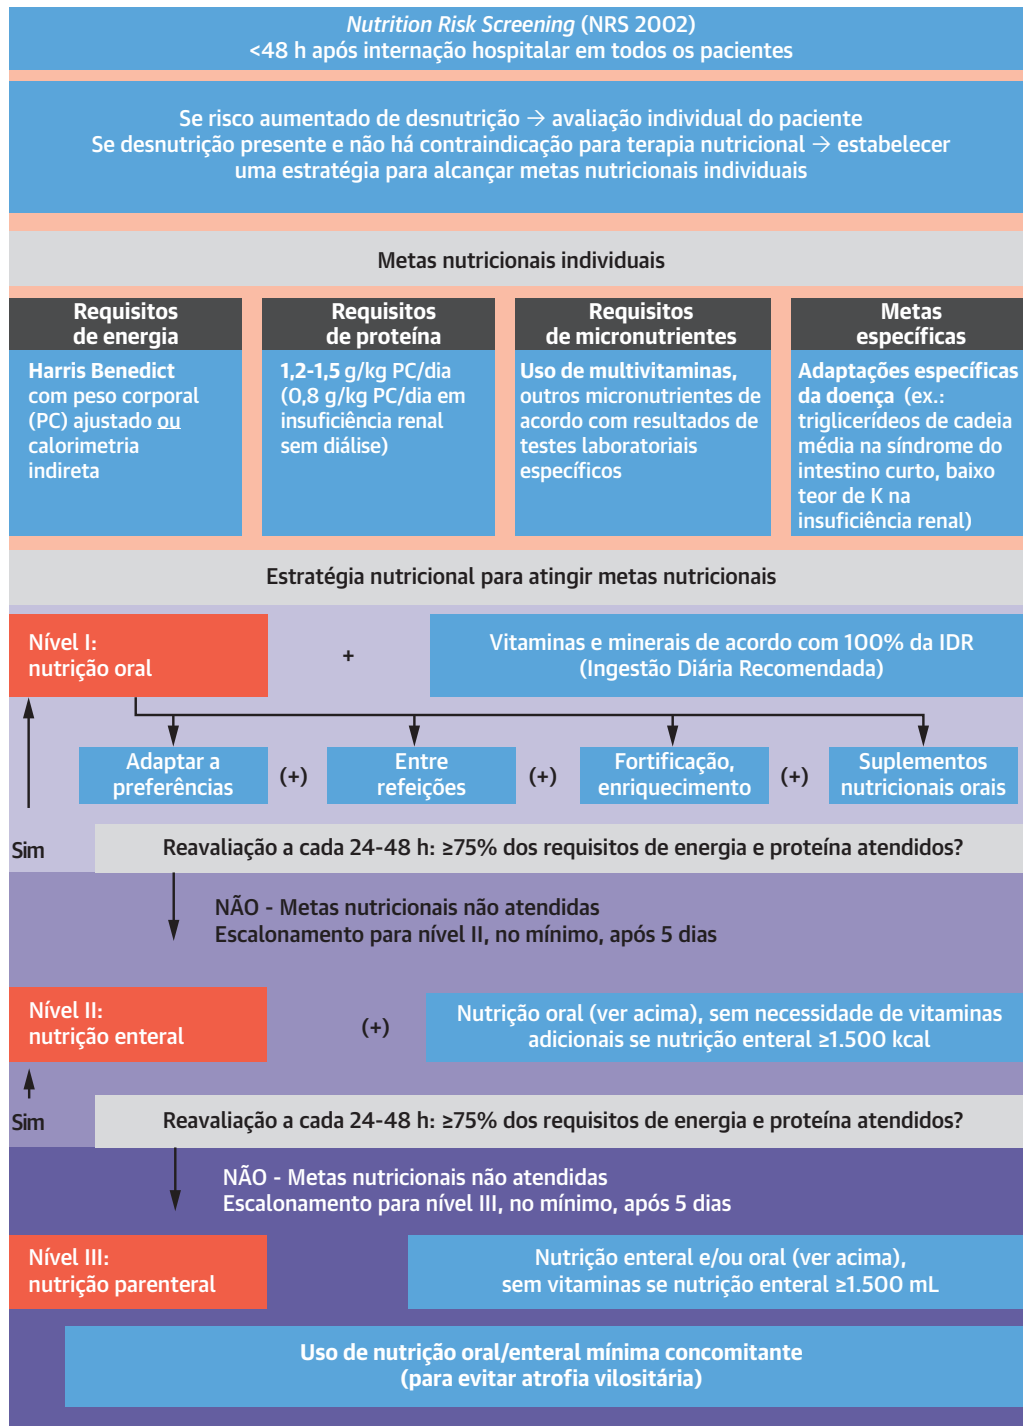 Nutrition Risk Screening (NRS 2002)
<48 h após internação hospitalar em todos os pacientes
Se risco aumentado de desnutrição → avaliação individual do paciente
Se desnutrição presente e não há contraindicação para terapia nutricional → estabelecer
uma estratégia para alcançar metas nutricionais individuais
Metas nutricionais individuais
Requisitos
de energia
Harris Benedict
com peso corporal
(PC) ajustado ou
calorimetria
indireta
Requisitos
de proteína
1,2-1,5 g/kg PC/dia
(0,8 g/kg PC/dia em
insuficiência renal
sem diálise)
Requisitos
de micronutrientes
Uso de multivitaminas,
outros micronutrientes de
acordo com resultados de
testes laboratoriais
específicos
Metas
específicas
Adaptações específicas
da doença (ex.:
triglicerídeos de cadeia
média na síndrome do
intestino curto, baixo
teor de K na
insuficiência renal)
Estratégia nutricional para atingir metas nutricionais
Nível I:
nutrição oral
+
Vitaminas e minerais de acordo com 100% da IDR
(Ingestão Diária Recomendada)
Adaptar a
preferências
(+)
Entre
refeições
(+)
Fortificação,
enriquecimento
(+)
Suplementos
nutricionais orais
Sim
Reavaliação a cada 24-48 h: ≥75% dos requisitos de energia e proteína atendidos?
NÃO - Metas nutricionais não atendidas
Escalonamento para nível II, no mínimo, após 5 dias
Nível II:
nutrição enteral
(+)
Nutrição oral (ver acima), sem necessidade de vitaminas
adicionais se nutrição enteral ≥1.500 kcal
Sim
Reavaliação a cada 24-48 h: ≥75% dos requisitos de energia e proteína atendidos?
NÃO - Metas nutricionais não atendidas
Escalonamento para nível III, no mínimo, após 5 dias
Nível III:
nutrição parenteral
Nutrição enteral e/ou oral (ver acima),
sem vitaminas se nutrição enteral ≥1.500 mL
Uso de nutrição oral/enteral mínima concomitante
(para evitar atrofia vilositária)